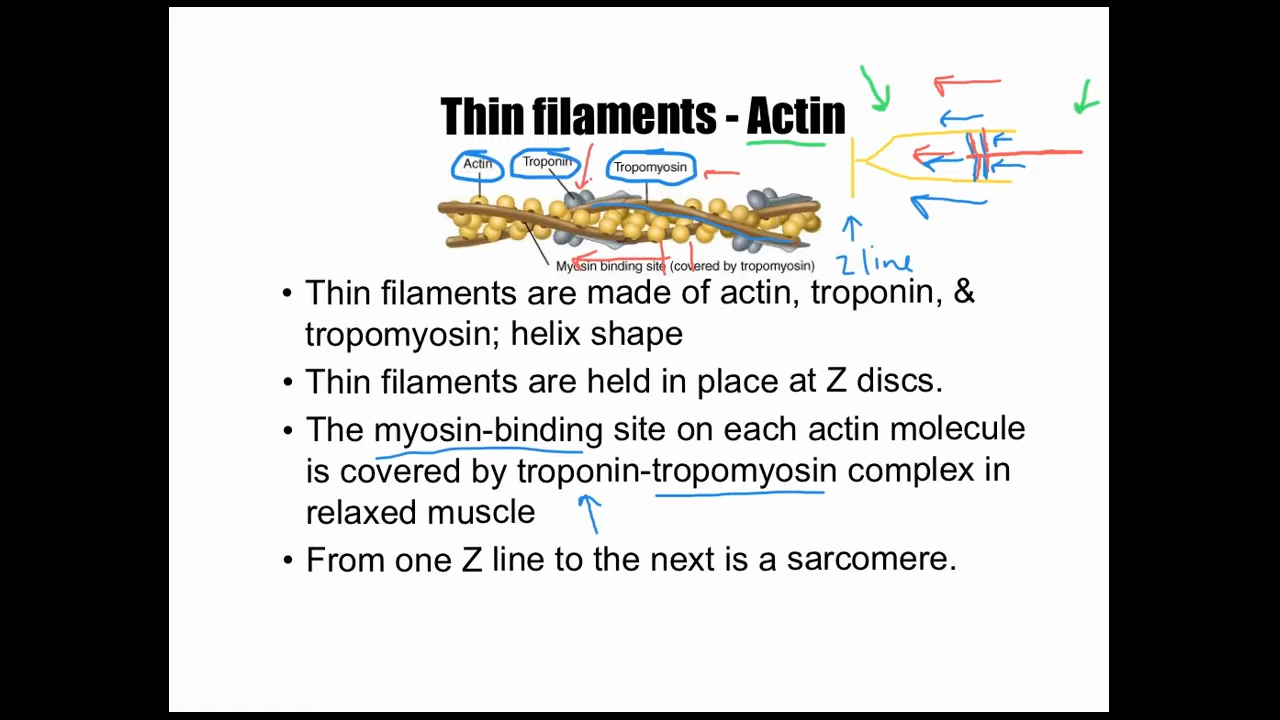 Thin filaments - Actin
Actin Troponin Tropomyosin
Myosin binding site (covered by tropomyosin)
Z line
• Thin filaments are made of actin, troponin, &
tropomyosin; helix shape
• Thin filaments are held in place at Z discs.
• The myosin-binding site on each actin molecule
is covered by troponin-tropomyosin complex in
relaxed muscle
• From one Z line to the next is a sarcomere.